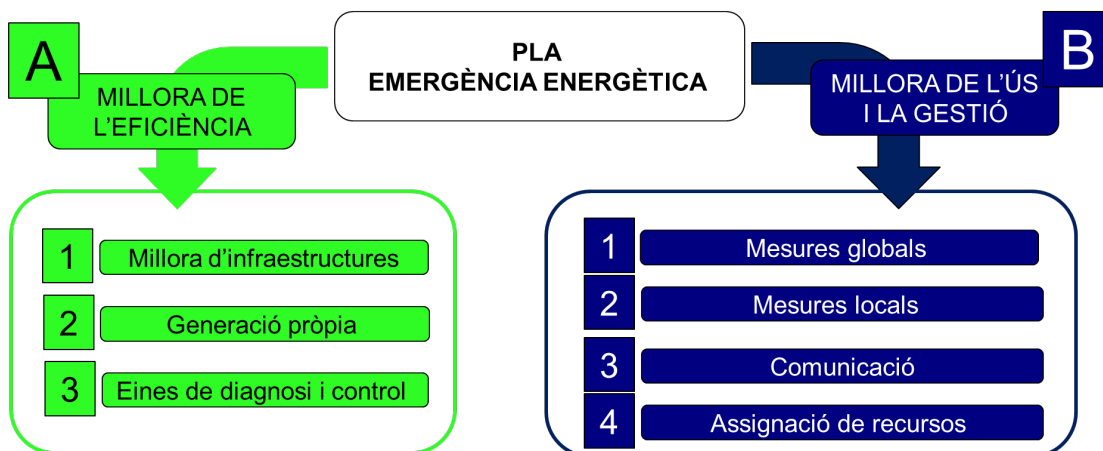 PLA
EMERGÈNCIA ENERGÈTICA
A
MILLORA DE
L’EFICIÈNCIA
1 Millora d’infraestructures
2 Generació pròpia
3 Eines de diagnosi i control
B
MILLORA DE L’ÚS
I LA GESTIÓ
1 Mesures globals
2 Mesures locals
3 Comunicació
4 Assignació de recursos